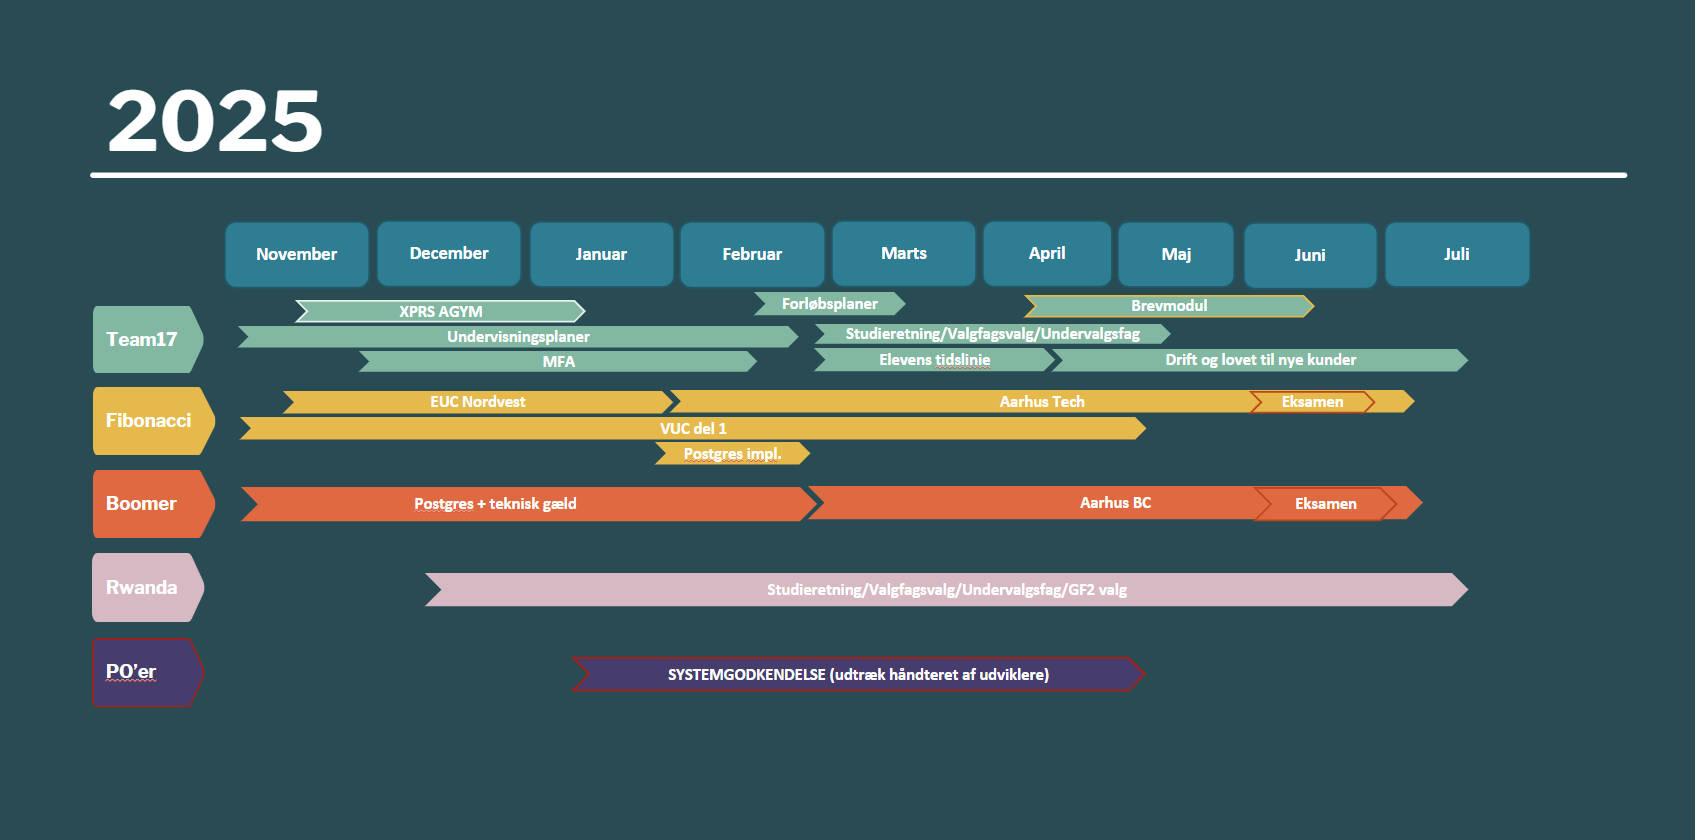 2025
November
December
Januar
Februar
Marts
April
Maj
Juni
Juli
Team17
XPRS AGYM
Forløbsplaner
Brevmodul
Undervisningsplaner
Studieretning/Valgfagsvalg/Undervalgsfag
MFA
Elevens tidslinie
Drift og lovet til nye kunder
Fibonacci
EUC Nordvest
Aarhus Tech
Eksamen
VUC del 1
Postgres impl.
Boomer
Postgres + teknisk gæld
Aarhus BC
Eksamen
Rwanda
Studieretning/Valgfagsvalg/Undervalgsfag/GF2 valg
PO’er
SYSTEMGODKENDELSE (udtræk håndteret af udviklere)